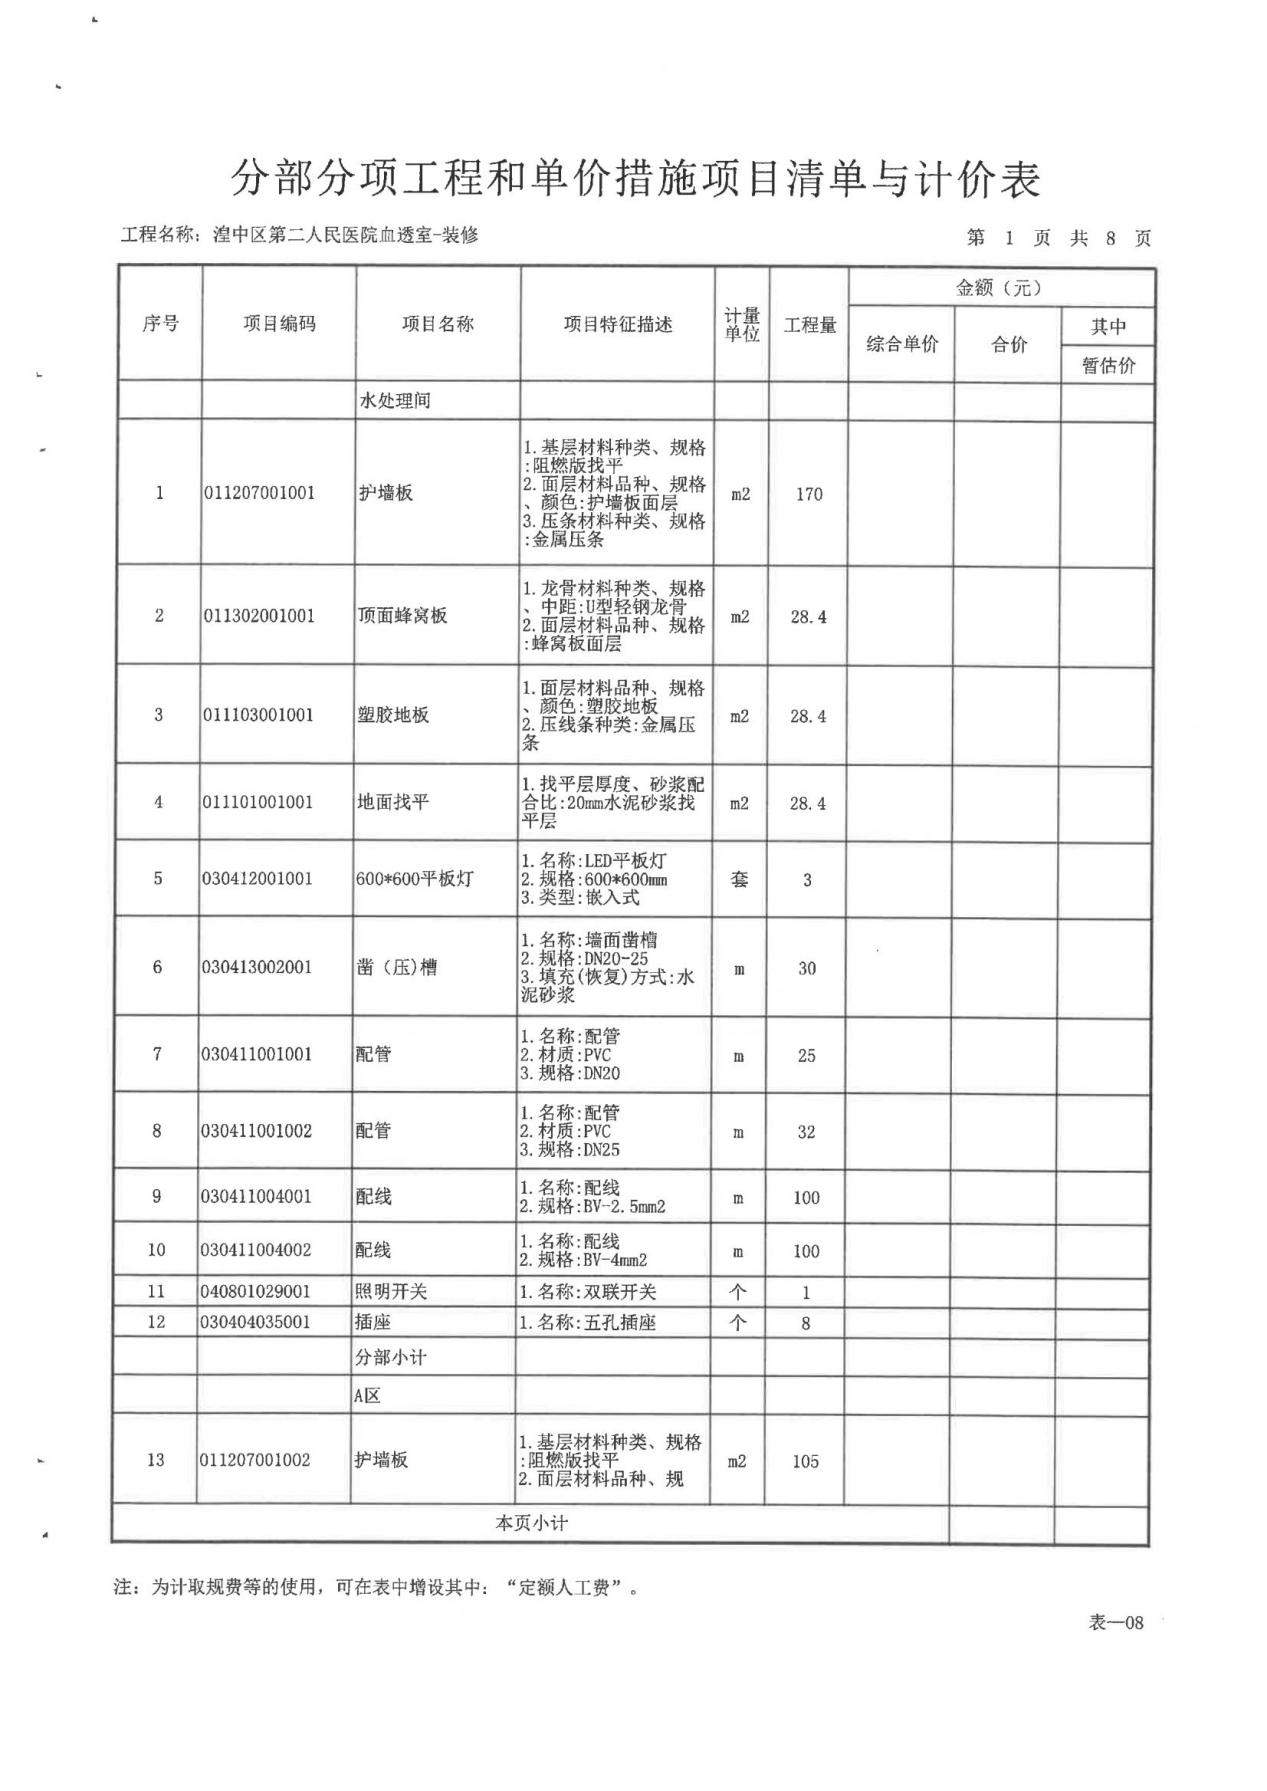 分部分项工程和单价措施项目清单与计价表
工程名称：湟中区第二人民医院血透室-装修
第 1 页 共 8 页
金额（元）
序号 项目编码 项目名称 项目特征描述 计量单位 工程量 综合单价 合价 其中
暂估价
水处理间
1 011207001001 护墙板 m2 170
1.基层材料种类、规格
:阻燃版找平
2.面层材料品种、规格
、颜色:护墙板面层
3.压条材料种类、规格
:金属压条
2 011302001001 顶面蜂窝板 m2 28.4
1.龙骨材料种类、规格
、中距:U型轻钢龙骨
2.面层材料品种、规格
:蜂窝板面层
3 011103001001 塑胶地板 m2 28.4
1.面层材料品种、规格
、颜色:塑胶地板
2.压线条种类:金属压
条
4 011101001001 地面找平 m2 28.4
1.找平层厚度、砂浆配
合比:20mm水泥砂浆找
平层
5 030412001001 600*600平板灯 套 3
1.名称:LED平板灯
2.规格:600*600mm
3.类型:嵌入式
6 030413002001 凿（压)槽 m 30
1.名称:墙面凿槽
2.规格:DN20-25
3.填充(恢复)方式:水
泥砂浆
7 030411001001 配管 m 25
1.名称:配管
2.材质:PVC
3.规格:DN20
8 030411001002 配管 m 32
1.名称:配管
2.材质:PVC
3.规格:DN25
9 030411004001 配线 m 100
1.名称:配线
2.规格:BV-2.5mm2
10 030411004002 配线 m 100
1.名称:配线
2.规格:BV-4mm2
11 040801029001 照明开关 1.名称:双联开关 个 1
12 030404035001 插座 1.名称:五孔插座 个 8
分部小计
A区
13 011207001002 护墙板 m2 105
1.基层材料种类、规格
:阻燃版找平
2.面层材料品种、规
本页小计
注：为计取规费等的使用，可在表中增设其中：“定额人工费”。
表—08